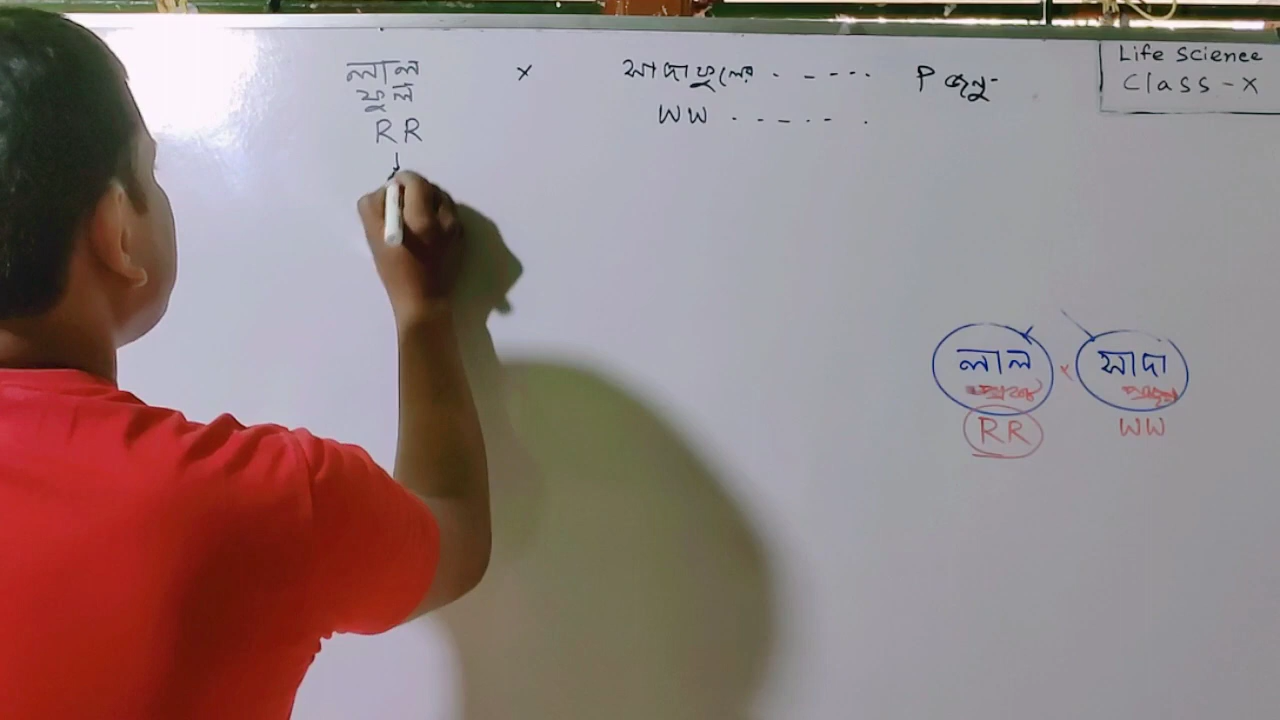 লাল × সাদাফুলের . - - - - - P জনু-
ফুল
RR WW . - - - - - .
Life Science
Class - X
লাল × সাদা
RR WW